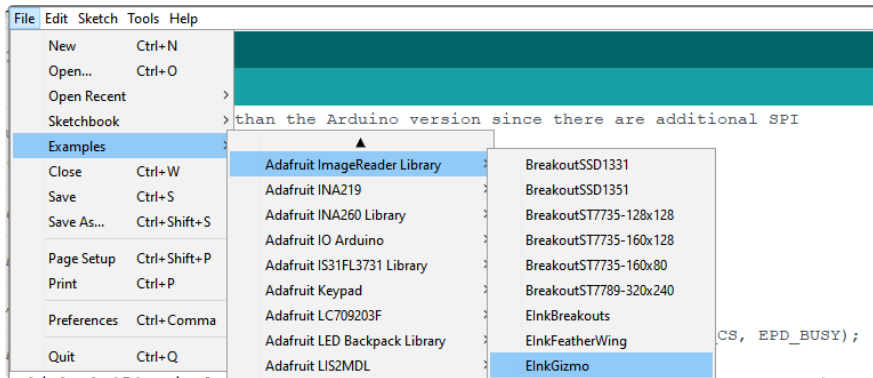 File Edit Sketch Tools Help
New Ctrl+N
Open... Ctrl+O
Open Recent
Sketchbook
Examples
Close Ctrl+W
Save Ctrl+S
Save As... Ctrl+Shift+S
Page Setup Ctrl+Shift+P
Print Ctrl+P
Preferences Ctrl+Comma
Quit Ctrl+Q
than the Arduino version since there are additional SPI
Adafruit ImageReader Library
Adafruit INA219
Adafruit INA260 Library
Adafruit IO Arduino
Adafruit IS31FL3731 Library
Adafruit Keypad
Adafruit LC709203F
Adafruit LED Backpack Library
Adafruit LIS2MDL
BreakoutSSD1331
BreakoutSSD1351
BreakoutST7735-128x128
BreakoutST7735-160x128
BreakoutST7735-160x80
BreakoutST7789-320x240
EInkBreakouts
EInkFeatherWing
EInkGizmo
_CS, EPD_BUSY);